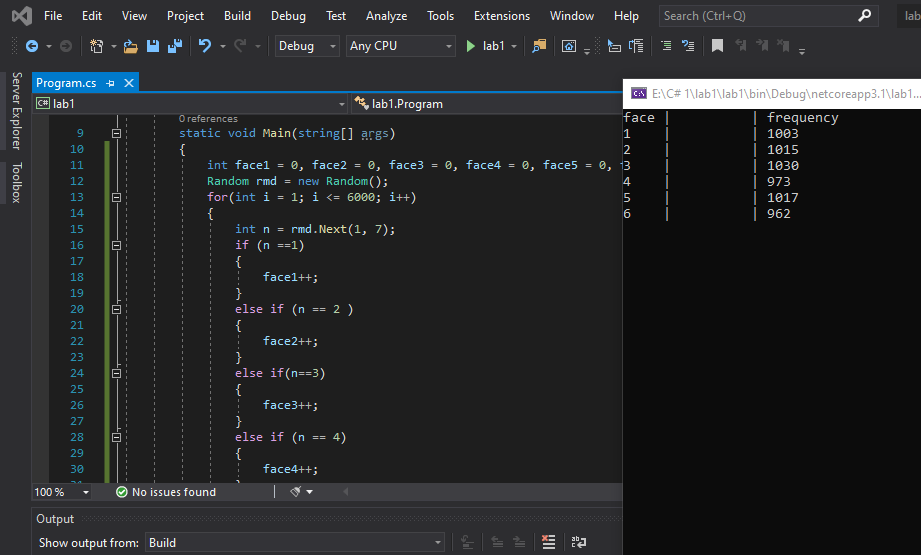 File Edit View Project Build Debug Test Analyze Tools Extensions Window Help Search (Ctrl+Q) lab
Debug Any CPU lab1
Server Explorer
Toolbox
Program.cs
C# lab1 lab1.Program
0 references
9 static void Main(string[] args)
10 {
11 int face1 = 0, face2 = 0, face3 = 0, face4 = 0, face5 = 0,
12 Random rmd = new Random();
13 for(int i = 1; i <= 6000; i++)
14 {
15 int n = rmd.Next(1, 7);
16 if (n ==1)
17 {
18 face1++;
19 }
20 else if (n == 2 )
21 {
22 face2++;
23 }
24 else if(n==3)
25 {
26 face3++;
27 }
28 else if (n == 4)
29 {
30 face4++;
100 % No issues found
Output
Show output from: Build
C:\ E:\C# 1\lab1\lab1\bin\Debug\netcoreapp3.1\lab1...
face | | frequency
1 | | 1003
2 | | 1015
3 | | 1030
4 | | 973
5 | | 1017
6 | | 962